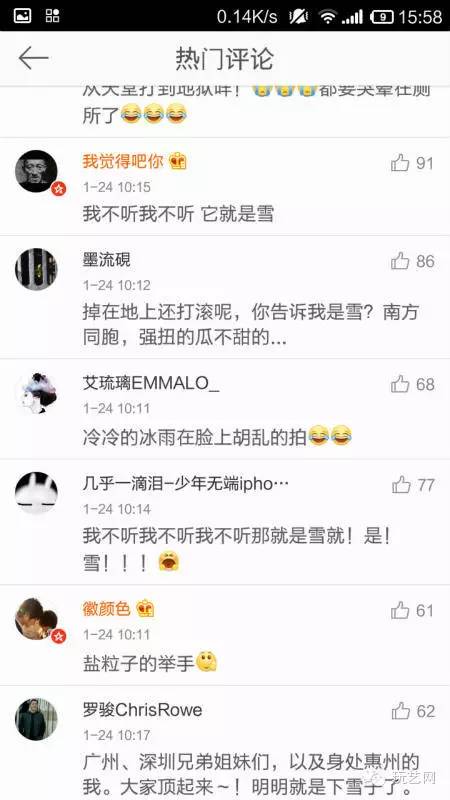 0.14K/s 9 15:58
热门评论
从天堂打到地狱咩！😭😭😭都要哭晕在厕
所了😂😂😂
我觉得吧你
91
1-24 10:15
我不听我不听 它就是雪
墨流硯
86
1-24 10:12
掉在地上还打滚呢，你告诉我是雪？南方
同胞，强扭的瓜不甜的...
艾琉璃EMMALO_
68
1-24 10:11
冷冷的冰雨在脸上胡乱的拍😂😂
几乎一滴泪-少年无端ipho…
77
1-24 10:14
我不听我不听我不听那就是雪就！是！
雪！！！
徽颜色
61
1-24 10:11
盐粒子的举手
罗骏ChrisRowe
62
1-24 10:11
广州、深圳兄弟姐妹们，以及身处惠州的
我。大家顶起来～！明明就是下雪子了。
玩艺网